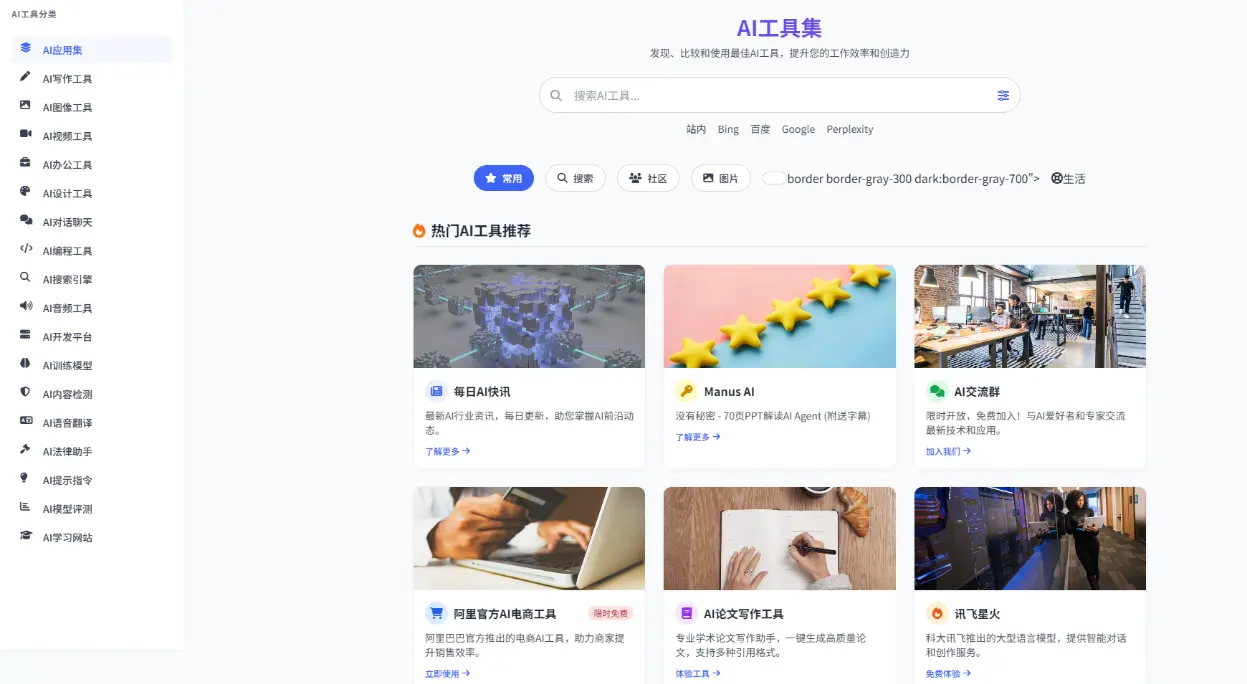 AI工具分类
AI应用集
AI写作工具
AI图像工具
AI视频工具
AI办公工具
AI设计工具
AI对话聊天
AI编程工具
AI搜索引擎
AI音频工具
AI开发平台
AI训练模型
AI内容检测
AI语音翻译
AI法律助手
AI提示指令
AI模型评测
AI学习网站
AI工具集
发现、比较和使用最佳AI工具，提升您的工作效率和创造力
搜索AI工具...
站内 Bing 百度 Google Perplexity
常用 搜索 社区 图片 border border-gray-300 dark:border-gray-700"> 生活
热门AI工具推荐
每日AI快讯
最新AI行业资讯，每日更新，助您掌握AI前沿动
态。
了解更多
Manus AI
没有秘密 - 70页PPT解读AI Agent (附送字幕)
了解更多
AI交流群
限时开放，免费加入！与AI爱好者和专家交流
最新技术和应用。
加入我们
阿里官方AI电商工具 限时免费
阿里巴巴官方推出的电商AI工具，助力商家提
升销售效率。
立即使用
AI论文写作工具
专业学术论文写作助手，一键生成高质量论
文，支持多种引用格式。
体验工具
讯飞星火
科大讯飞推出的大型语言模型，提供智能对话
和创作服务。
免费体验